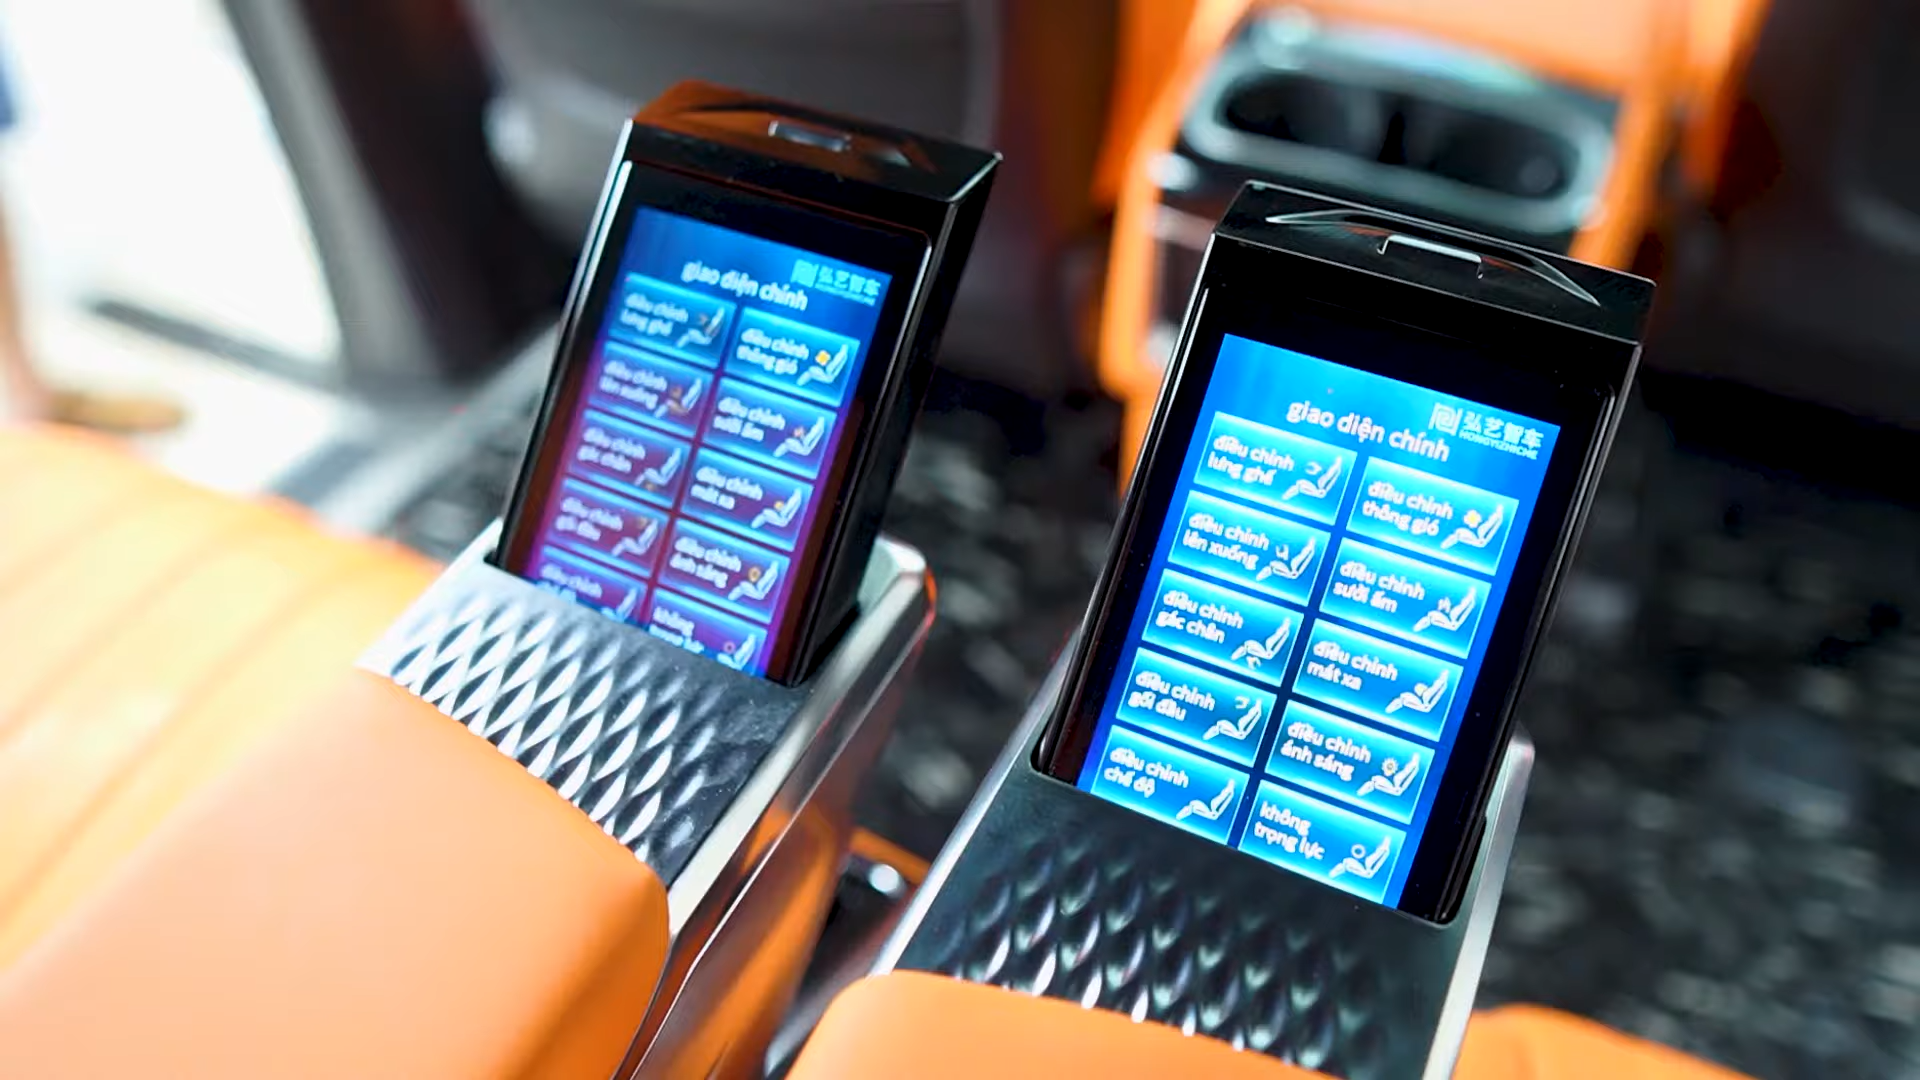 弘艺智车
HONGYIZHICHE
giao diện chính
điều chỉnh
lưng ghế
điều chỉnh
thông gió
điều chỉnh
lên xuống
điều chỉnh
sưởi ấm
điều chỉnh
gác chân
điều chỉnh
mát xa
điều chỉnh
gối đầu
điều chỉnh
ánh sáng
điều chỉnh
không
弘艺智车
HONGYIZHICHE
giao diện chính
điều chỉnh
lưng ghế
điều chỉnh
thông gió
điều chỉnh
lên xuống
điều chỉnh
sưởi ấm
điều chỉnh
gác chân
điều chỉnh
mát xa
điều chỉnh
gối đầu
điều chỉnh
ánh sáng
điều chỉnh
chế độ
không
trọng lực